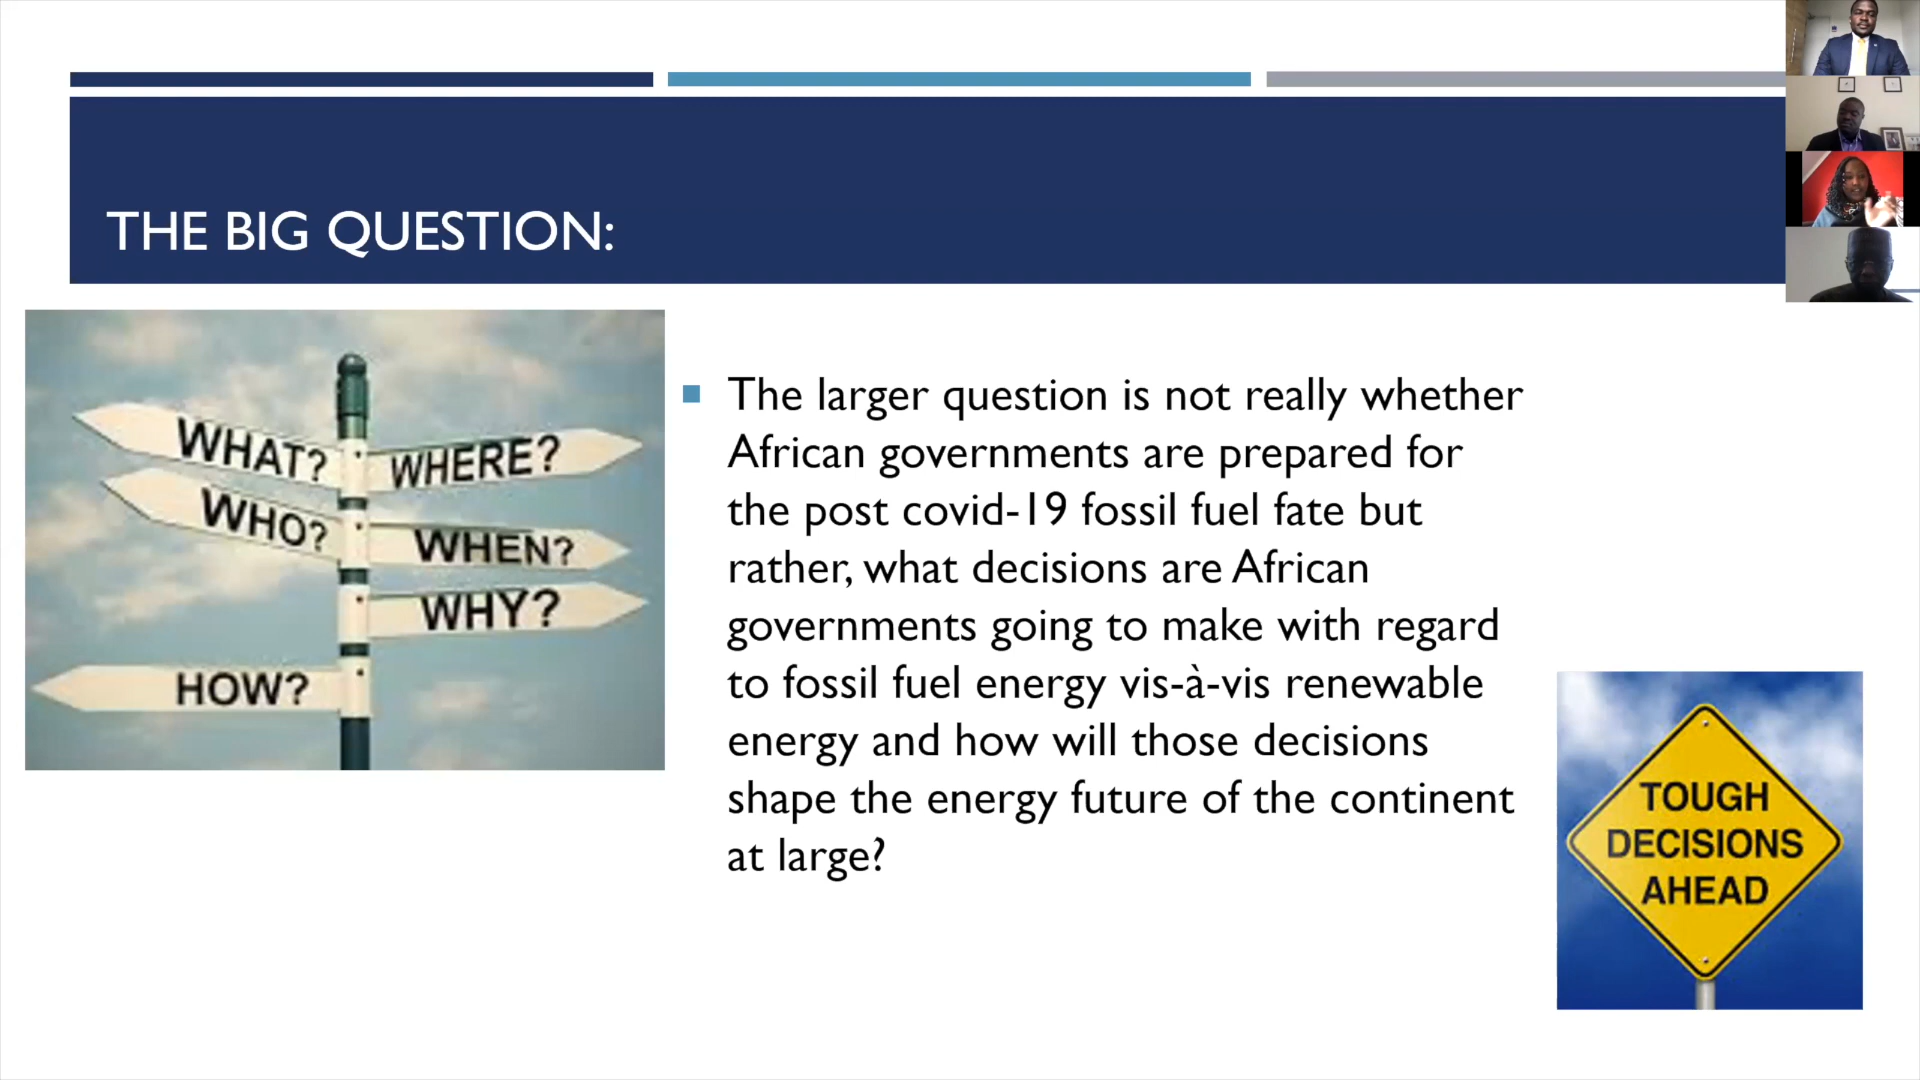 THE BIG QUESTION:
WHAT?
WHERE?
WHO?
WHEN?
WHY?
HOW?
The larger question is not really whether
African governments are prepared for
the post covid-19 fossil fuel fate but
rather, what decisions are African
governments going to make with regard
to fossil fuel energy vis-à-vis renewable
energy and how will those decisions
shape the energy future of the continent
at large?
TOUGH
DECISIONS
AHEAD